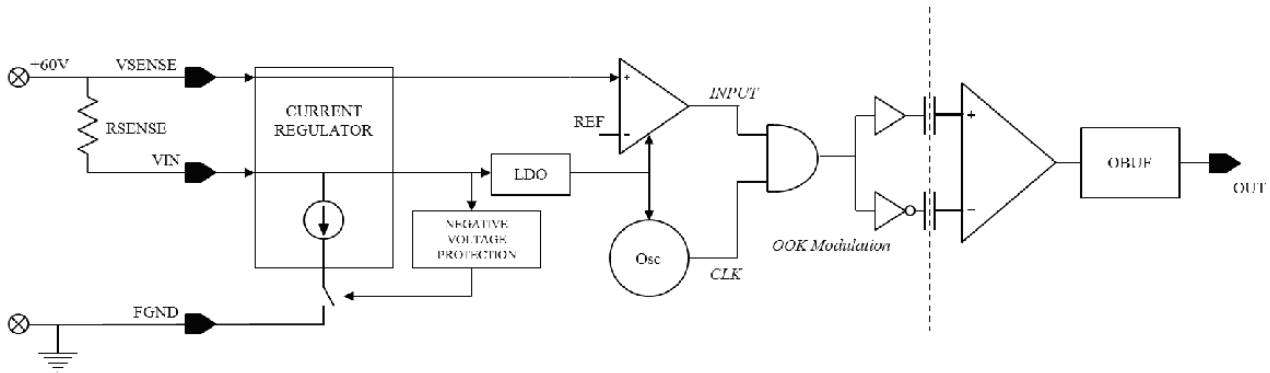 +60V
VSENSE
RSENSE
VIN
FGND
CURRENT
REGULATOR
LDO
NEGATIVE
VOLTAGE
PROTECTION
REF
+
−
INPUT
Osc
CLK
OOK Modulation
+
−
OBUF
OUT